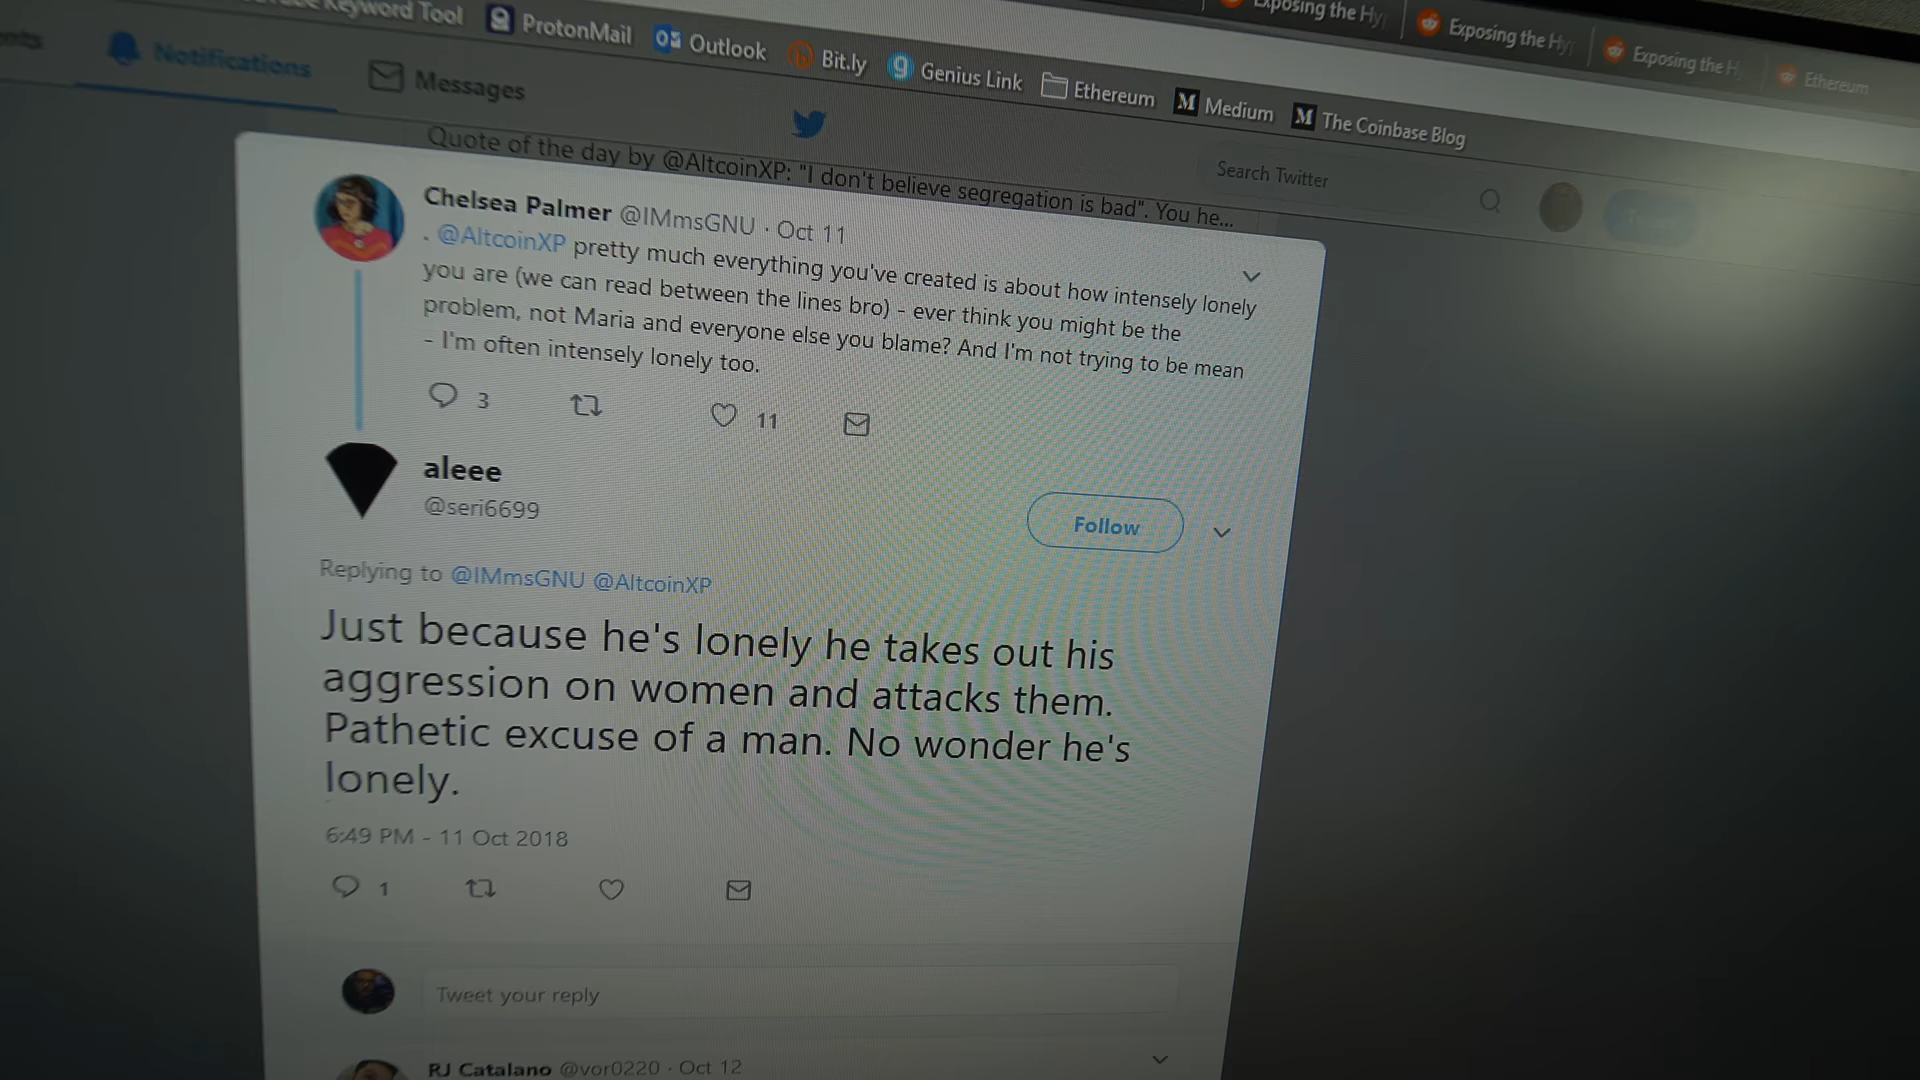 Keyword Tool ProtonMail Outlook Bit.ly Genius Link Ethereum Medium The Coinbase Blog
Exposing the Hy Exposing the Hy Exposing the H Ethereum
Notifications Messages
Search Twitter
Quote of the day by @AltcoinXP: "I don't believe segregation is bad". You he...
Chelsea Palmer @IMmsGNU · Oct 11
. @AltcoinXP pretty much everything you've created is about how intensely lonely
you are (we can read between the lines bro) - ever think you might be the
problem, not Maria and everyone else you blame? And I'm not trying to be mean
- I'm often intensely lonely too.
3 11
aleee
@seri6699
Follow
Replying to @IMmsGNU @AltcoinXP
Just because he's lonely he takes out his
aggression on women and attacks them.
Pathetic excuse of a man. No wonder he's
lonely.
6:49 PM - 11 Oct 2018
1
Tweet your reply
RJ Catalano @vor0220 · Oct 12